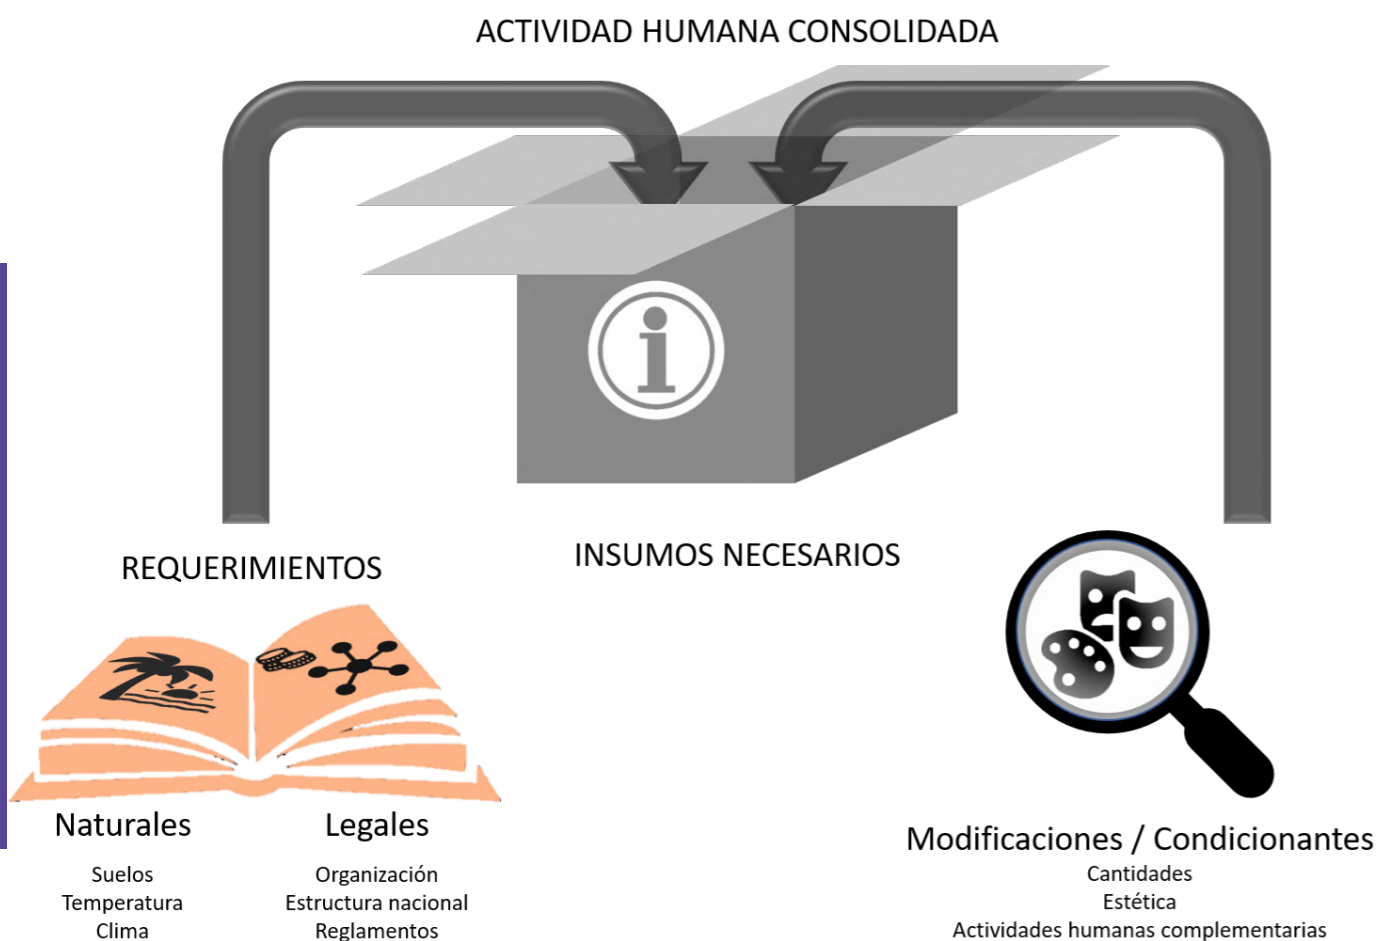 ACTIVIDAD HUMANA CONSOLIDADA
REQUERIMIENTOS
INSUMOS NECESARIOS
Naturales
Suelos
Temperatura
Clima
Legales
Organización
Estructura nacional
Reglamentos
Modificaciones / Condicionantes
Cantidades
Estética
Actividades humanas complementarias